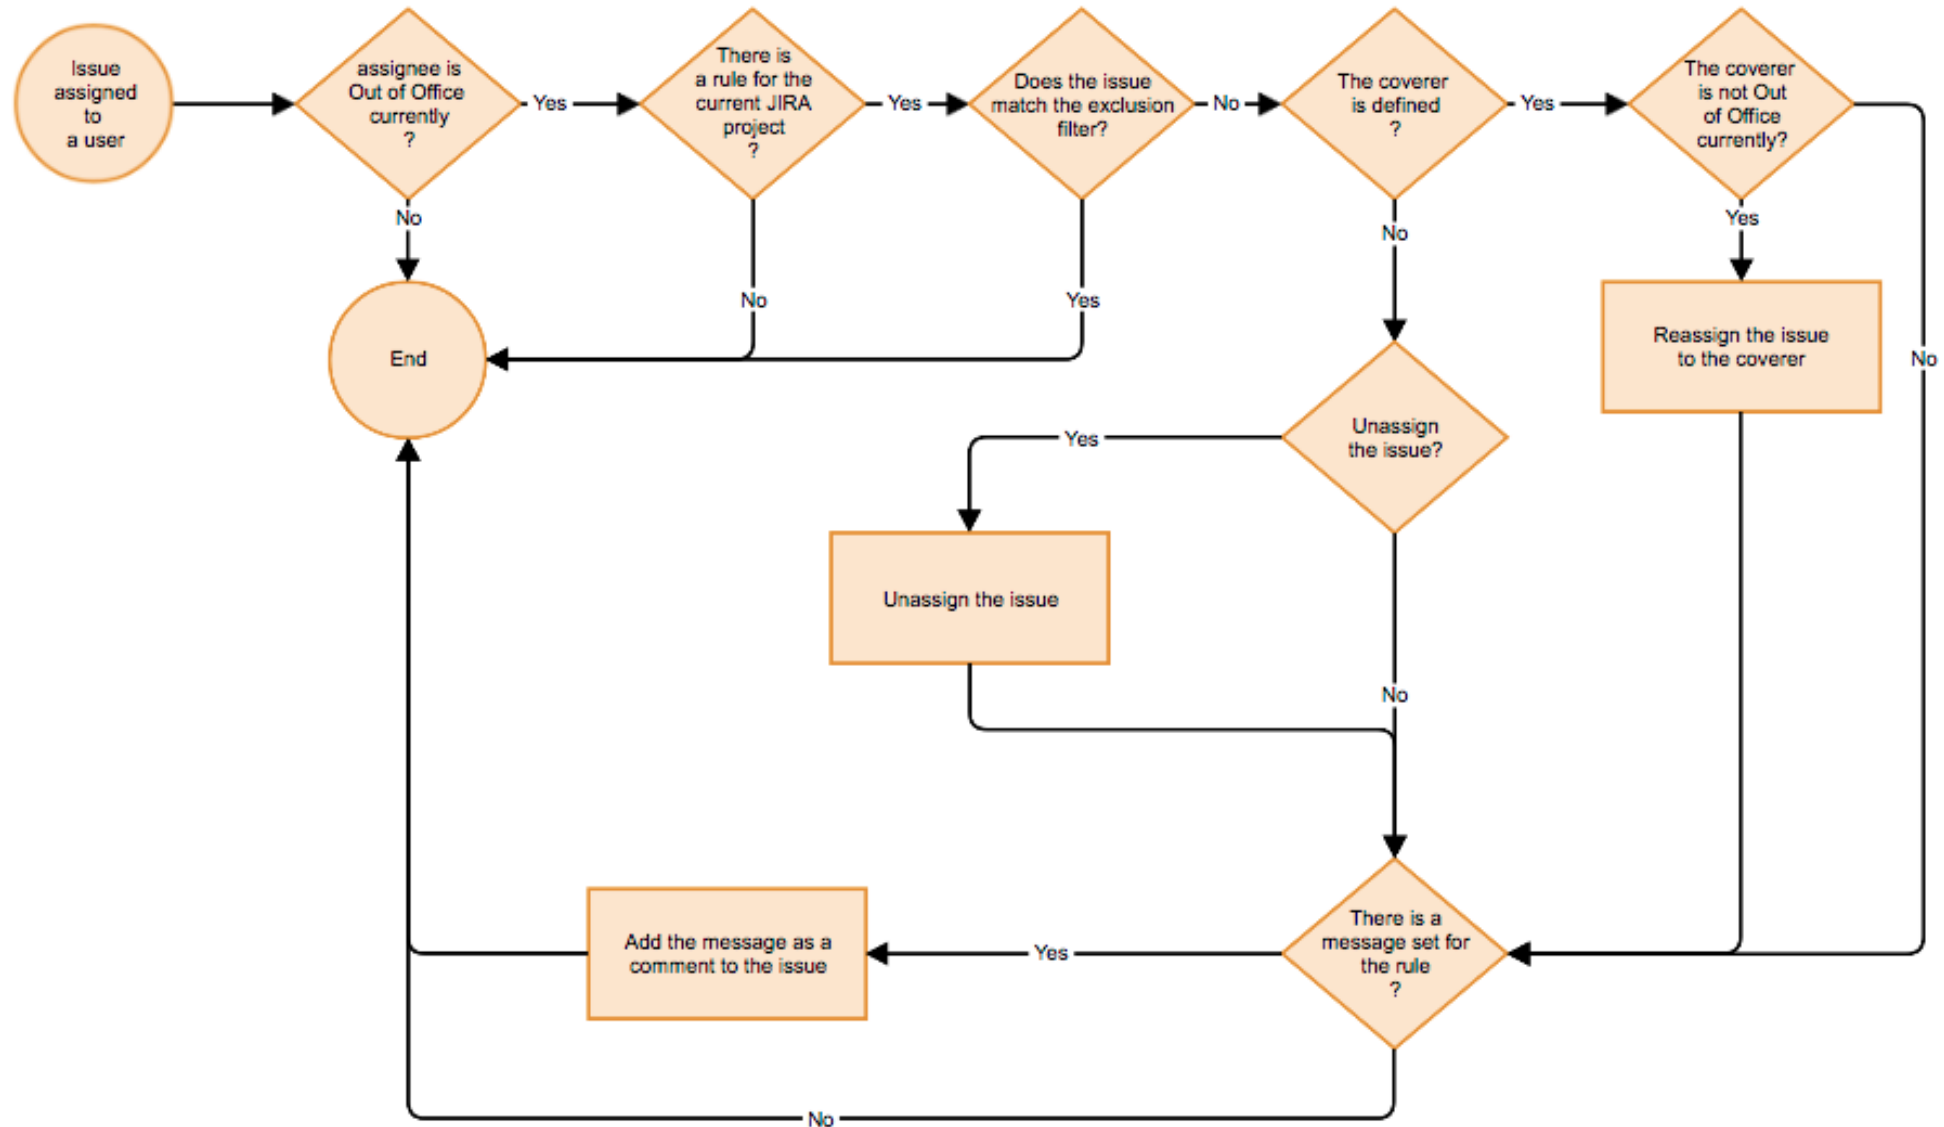 Issue
assigned
to
a user
assignee is
Out of Office
currently
?
Yes
There is
a rule for the
current JIRA
project
?
Yes
Does the issue
match the exclusion
filter?
No
The coverer
is defined
?
Yes
The coverer
is not Out
of Office
currently?
No
No
Yes
No
Yes
No
End
Reassign the issue
to the coverer
Unassign
the issue?
Yes
Unassign the issue
No
There is a
message set for
the rule
?
Yes
Add the message as a
comment to the issue
No